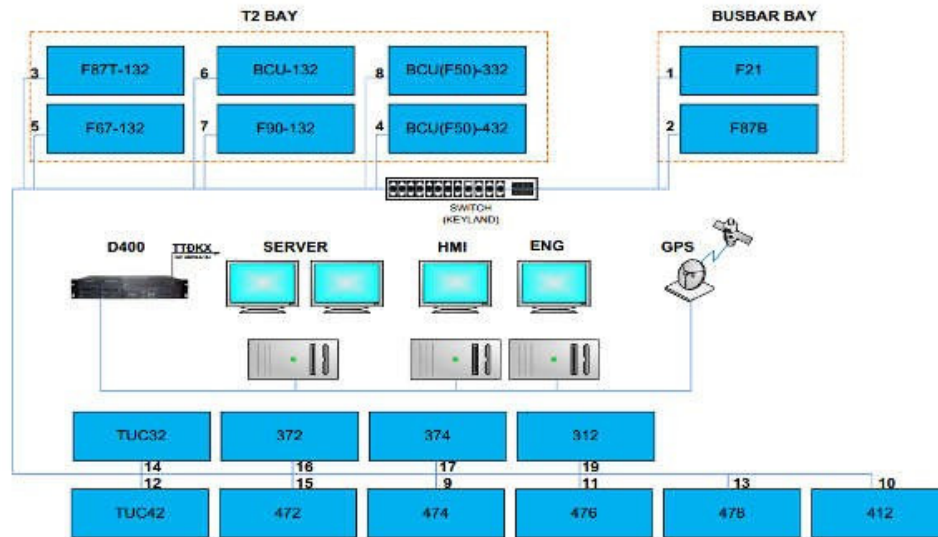 T2 BAY
BUSBAR BAY
3
F87T-132
6
BCU-132
8
BCU(F50)-332
1
F21
5
F67-132
7
F90-132
4
BCU(F50)-432
2
F87B
SWITCH
(KEYLAND)
D400
TTĐKX
SERVER
HMI
ENG
GPS
TUC32
372
374
312
14
16
17
19
12
15
9
11
13
10
TUC42
472
474
476
478
412